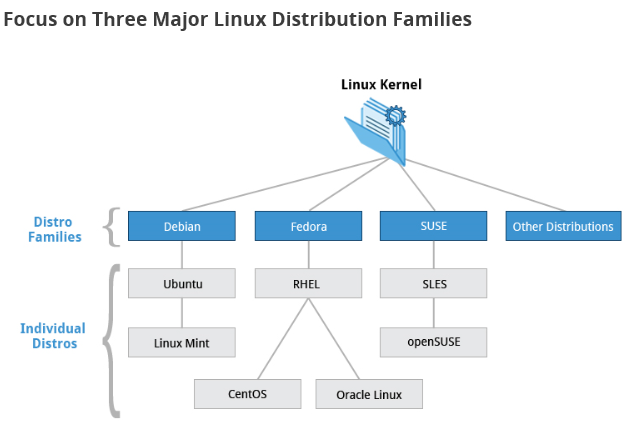 Focus on Three Major Linux Distribution Families
Linux Kernel
Distro
Families
Debian
Fedora
SUSE
Other Distributions
Individual
Distros
Ubuntu
RHEL
SLES
Linux Mint
openSUSE
CentOS
Oracle Linux